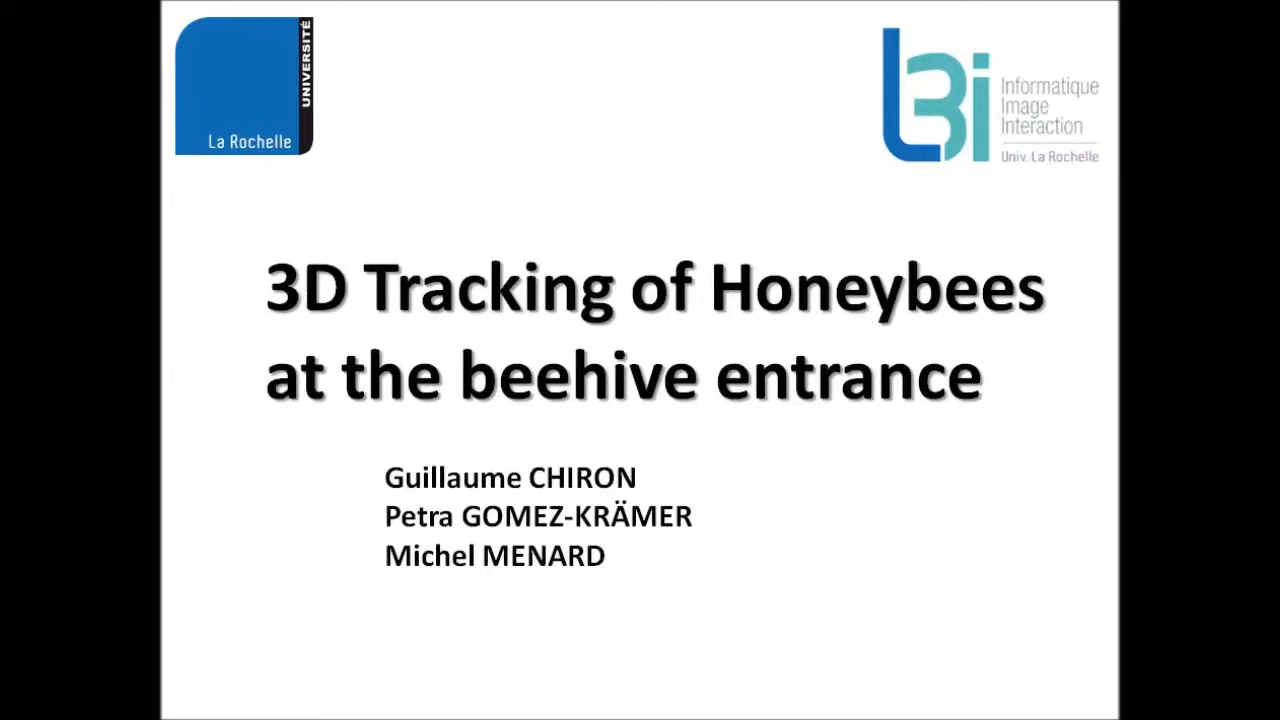 UNIVERSITÉ
La Rochelle
L3i
Informatique
Image
Interaction
Univ. La Rochelle
3D Tracking of Honeybees
at the beehive entrance
Guillaume CHIRON
Petra GOMEZ-KRÄMER
Michel MENARD